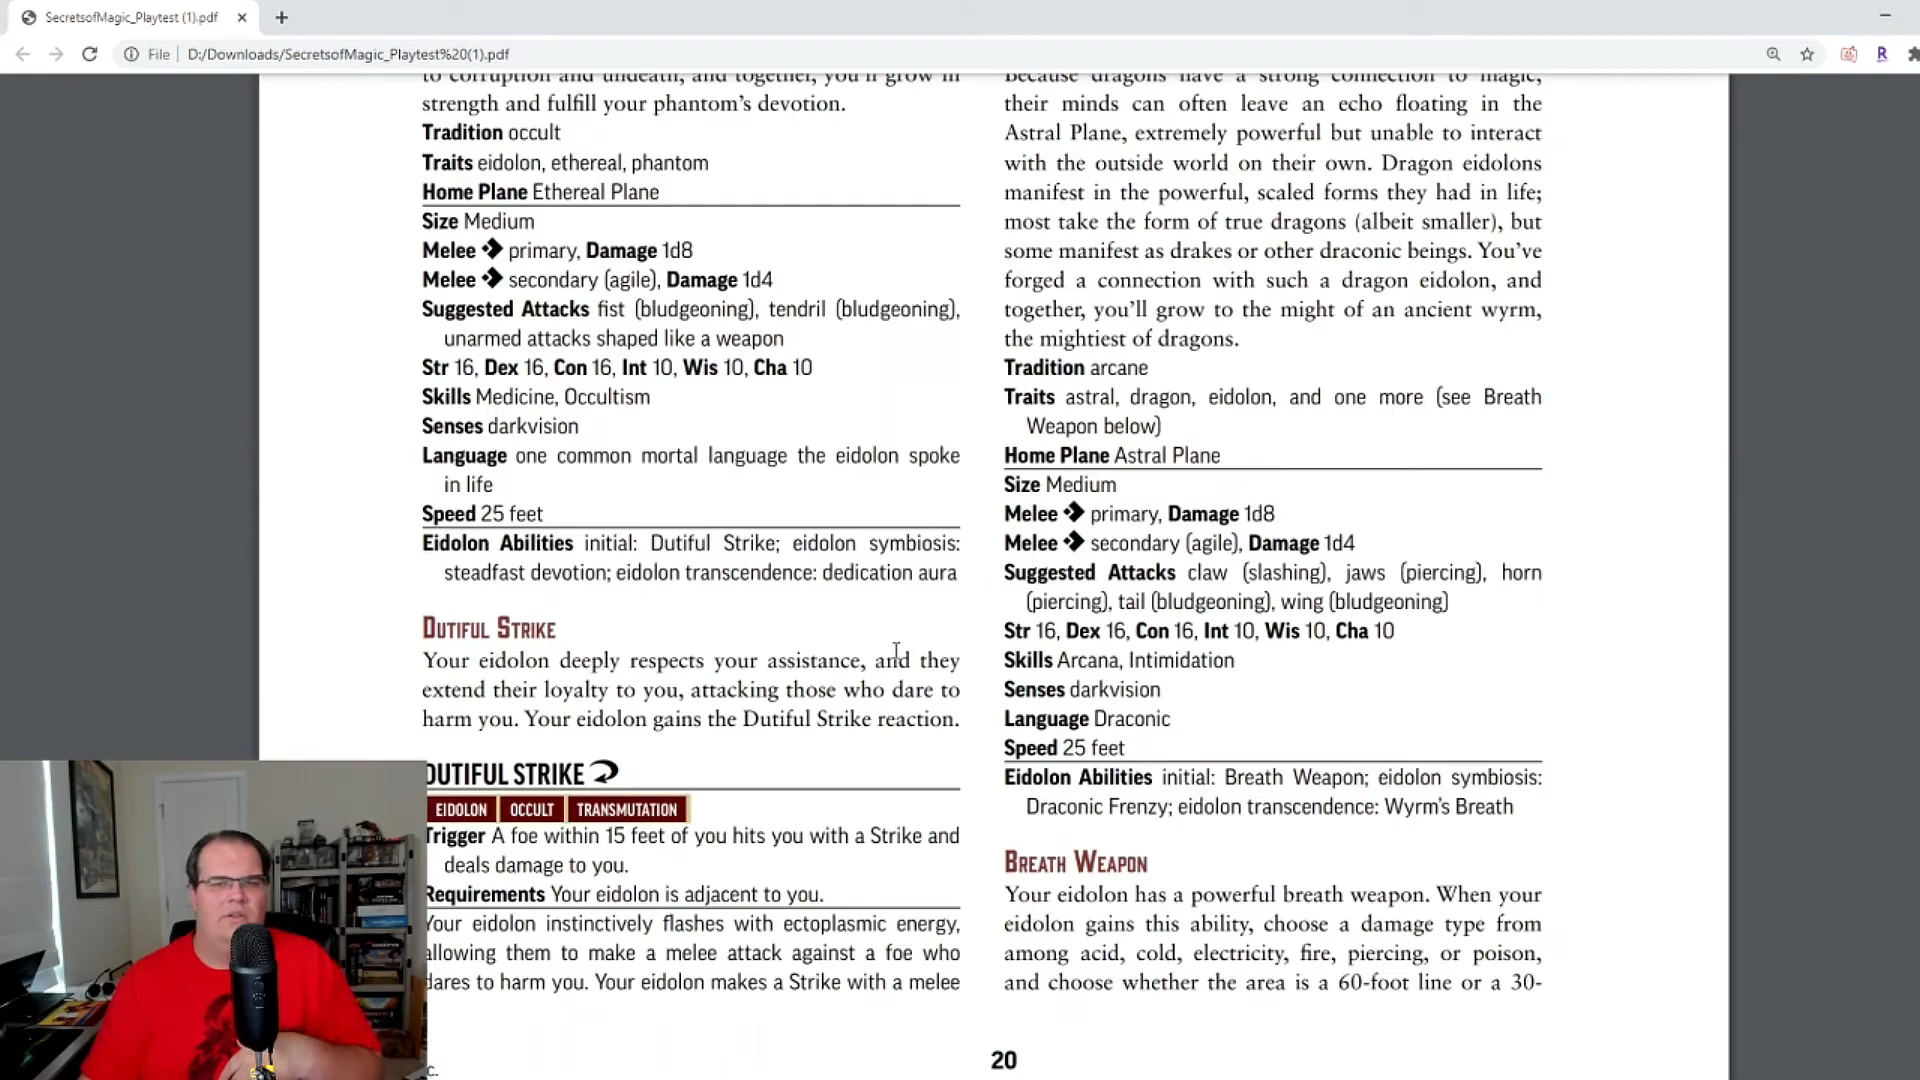 SecretsofMagic_Playtest (1).pdf
File
D:/Downloads/SecretsofMagic_Playtest%20(1).pdf
R
to corruption and undeath, and together, you'll grow in
strength and fulfill your phantom's devotion.
Tradition occult
Traits eidolon, ethereal, phantom
Home Plane Ethereal Plane
Size Medium
Melee primary, Damage 1d8
Melee secondary (agile), Damage 1d4
Suggested Attacks fist (bludgeoning), tendril (bludgeoning),
unarmed attacks shaped like a weapon
Str 16, Dex 16, Con 16, Int 10, Wis 10, Cha 10
Skills Medicine, Occultism
Senses darkvision
Language one common mortal language the eidolon spoke
in life
Speed 25 feet
Eidolon Abilities initial: Dutiful Strike; eidolon symbiosis:
steadfast devotion; eidolon transcendence: dedication aura
DUTIFUL STRIKE
Your eidolon deeply respects your assistance, and they
extend their loyalty to you, attacking those who dare to
harm you. Your eidolon gains the Dutiful Strike reaction.
DUTIFUL STRIKE
EIDOLON OCCULT TRANSMUTATION
Trigger A foe within 15 feet of you hits you with a Strike and
deals damage to you.
Requirements Your eidolon is adjacent to you.
Your eidolon instinctively flashes with ectoplasmic energy,
allowing them to make a melee attack against a foe who
dares to harm you. Your eidolon makes a Strike with a melee
c.
Because dragons have a strong connection to magic,
their minds can often leave an echo floating in the
Astral Plane, extremely powerful but unable to interact
with the outside world on their own. Dragon eidolons
manifest in the powerful, scaled forms they had in life;
most take the form of true dragons (albeit smaller), but
some manifest as drakes or other draconic beings. You've
forged a connection with such a dragon eidolon, and
together, you'll grow to the might of an ancient wyrm,
the mightiest of dragons.
Tradition arcane
Traits astral, dragon, eidolon, and one more (see Breath
Weapon below)
Home Plane Astral Plane
Size Medium
Melee primary, Damage 1d8
Melee secondary (agile), Damage 1d4
Suggested Attacks claw (slashing), jaws (piercing), horn
(piercing), tail (bludgeoning), wing (bludgeoning)
Str 16, Dex 16, Con 16, Int 10, Wis 10, Cha 10
Skills Arcana, Intimidation
Senses darkvision
Language Draconic
Speed 25 feet
Eidolon Abilities initial: Breath Weapon; eidolon symbiosis:
Draconic Frenzy; eidolon transcendence: Wyrm's Breath
BREATH WEAPON
Your eidolon has a powerful breath weapon. When your
eidolon gains this ability, choose a damage type from
among acid, cold, electricity, fire, piercing, or poison,
and choose whether the area is a 60-foot line or a 30-
20